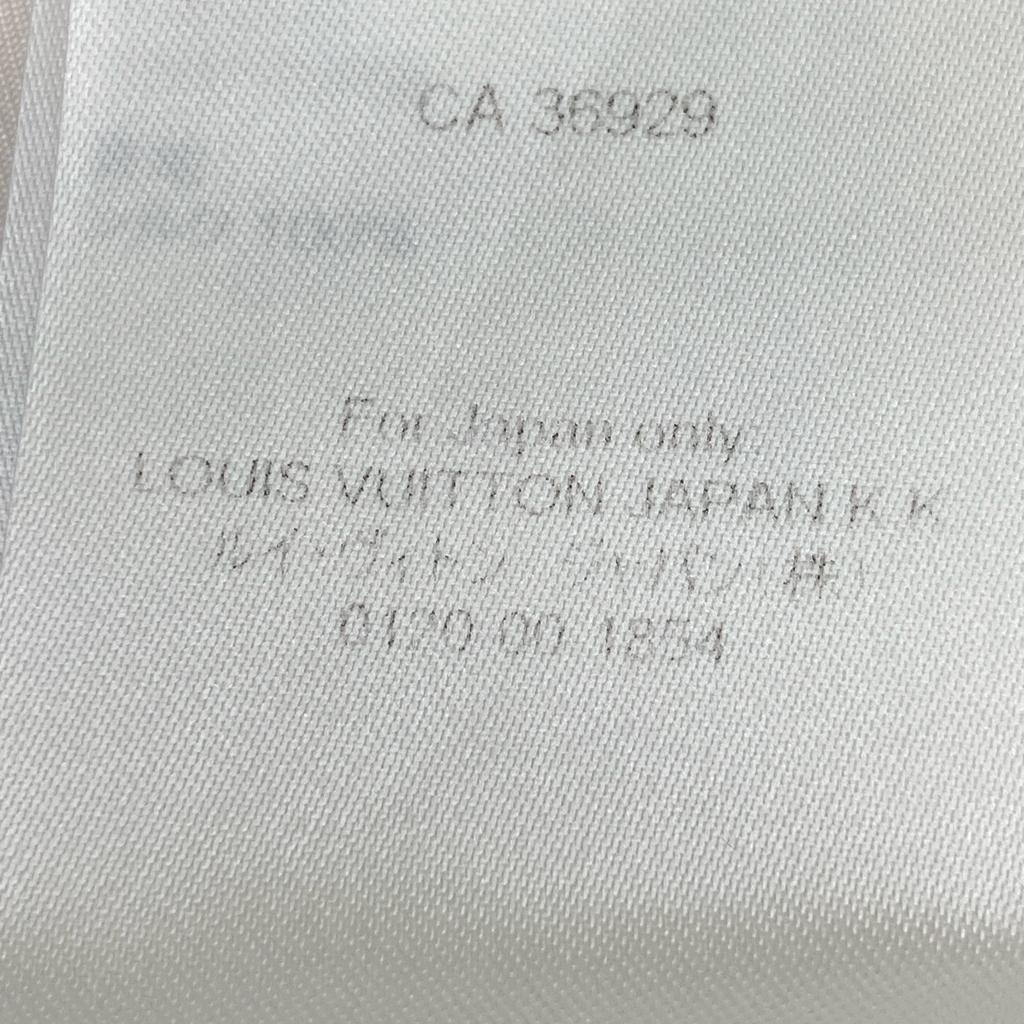 CA 36929
For Japan only.
LOUIS VUITTON JAPAN K.K
ルイ・ヴィトン ジャパン(株)
0120-00-1854